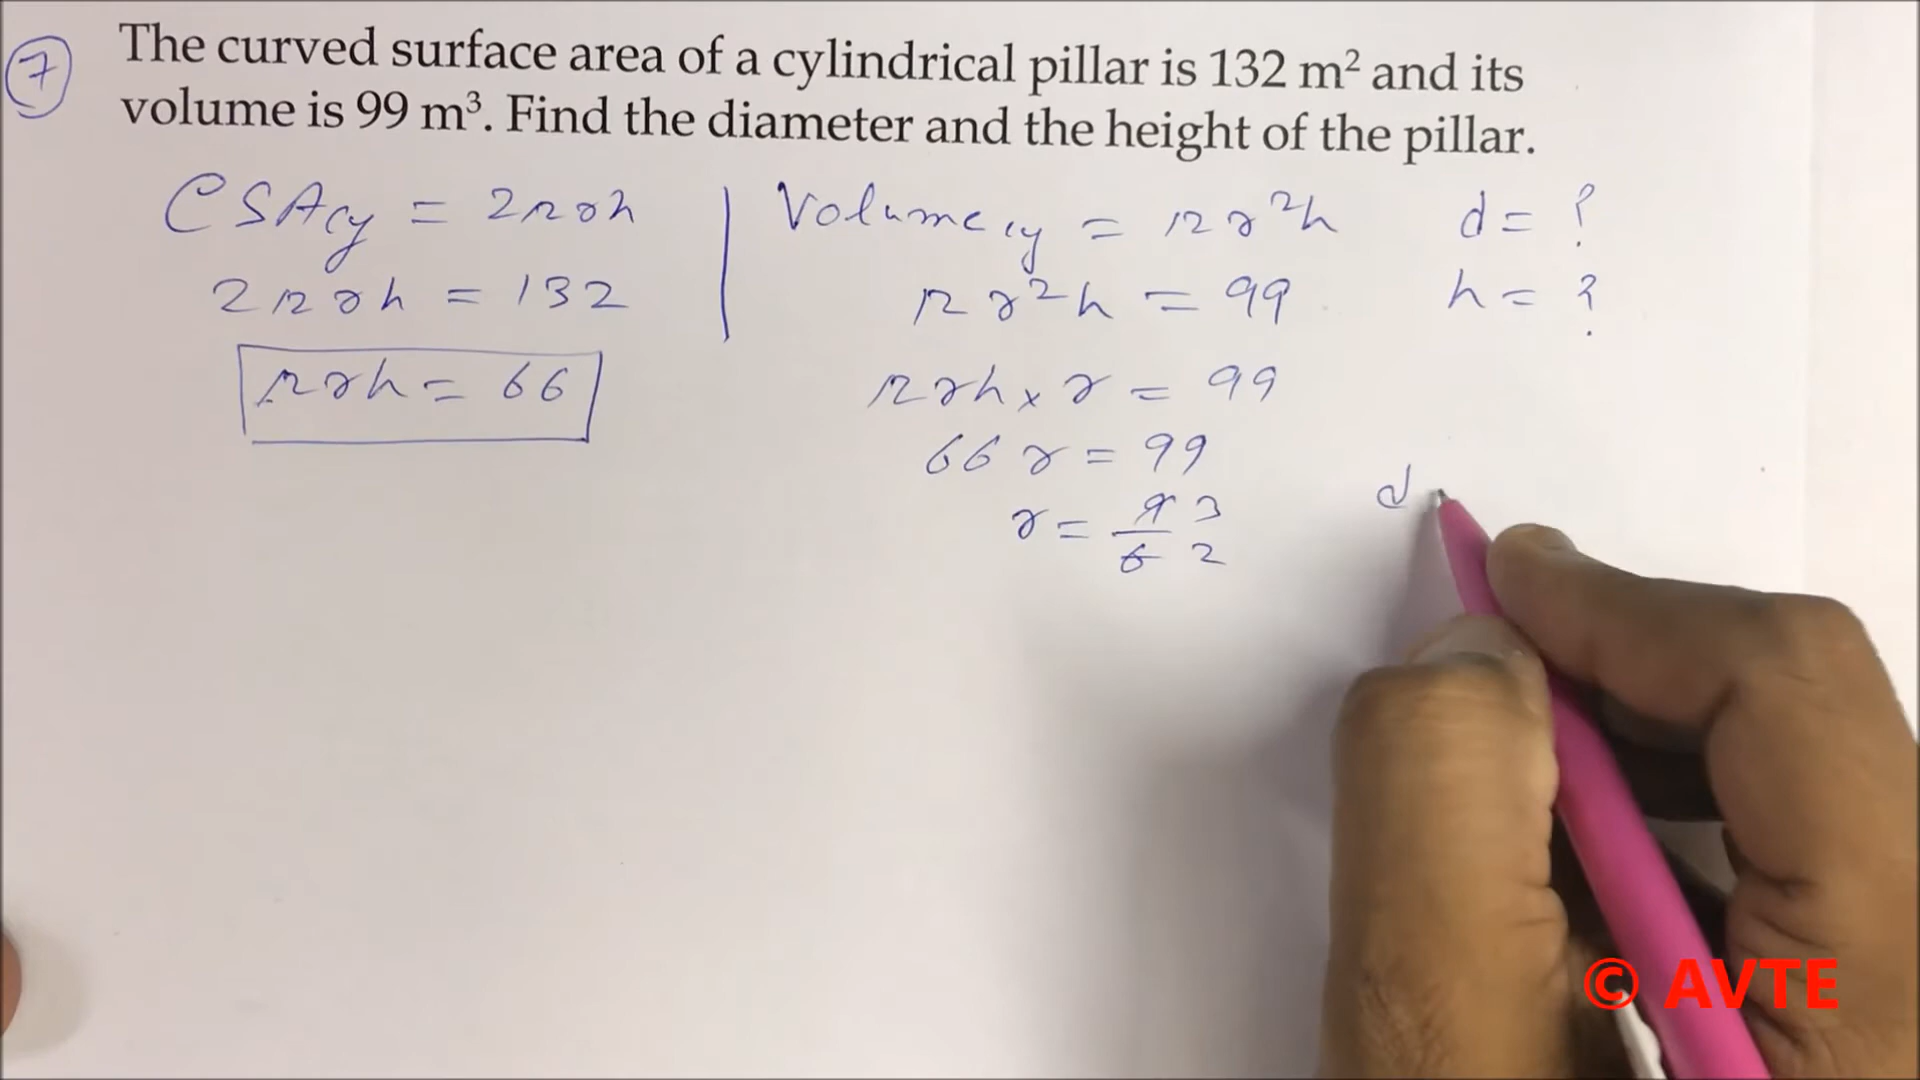 7
The curved surface area of a cylindrical pillar is 132 m² and its
volume is 99 m³. Find the diameter and the height of the pillar.
CSAcy = 2πrh
2πrh = 132
πrh = 66
Volume cy = πr²h
πr²h = 99
πrh × r = 99
66 r = 99
r = 9 3
6 2
d = ?
h = ?
d
© AVTE